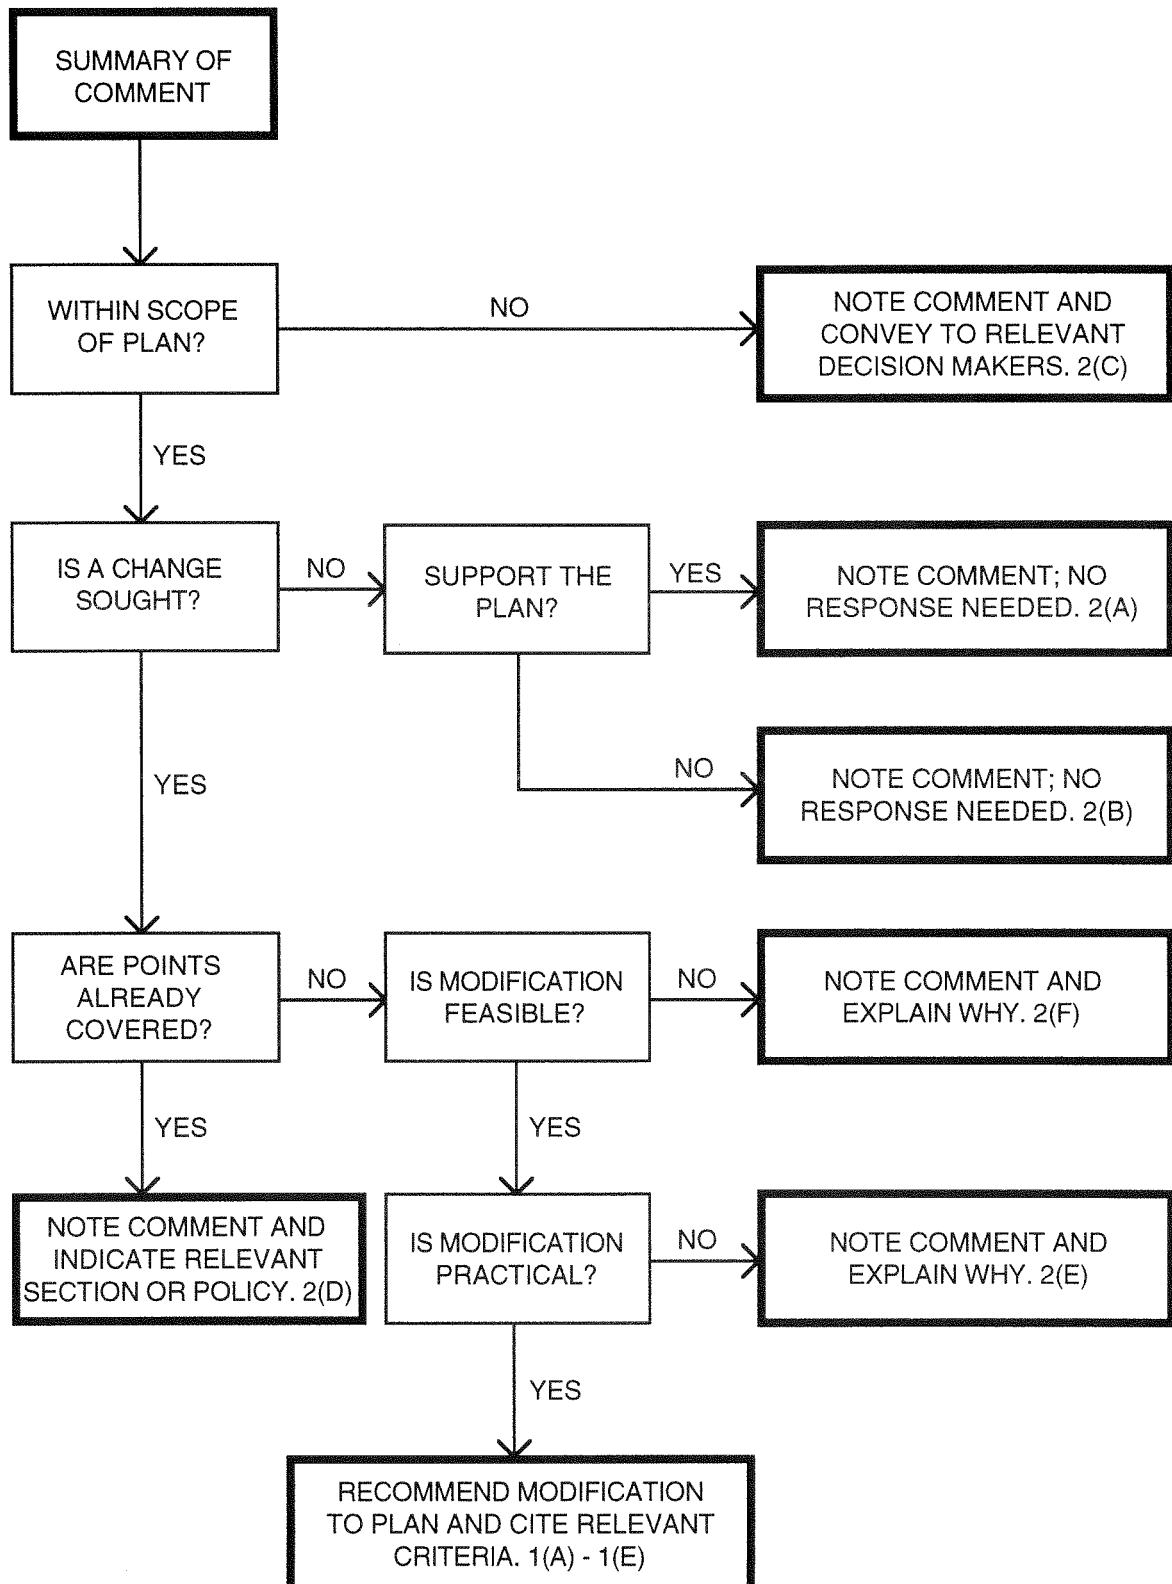 SUMMARY OF
COMMENT
WITHIN SCOPE
OF PLAN?
NO
NOTE COMMENT AND
CONVEY TO RELEVANT
DECISION MAKERS. 2(C)
YES
IS A CHANGE
SOUGHT?
NO
SUPPORT THE
PLAN?
YES
NOTE COMMENT; NO
RESPONSE NEEDED. 2(A)
NO
NOTE COMMENT; NO
RESPONSE NEEDED. 2(B)
YES
ARE POINTS
ALREADY
COVERED?
NO
IS MODIFICATION
FEASIBLE?
NO
NOTE COMMENT AND
EXPLAIN WHY. 2(F)
YES
YES
NOTE COMMENT AND
INDICATE RELEVANT
SECTION OR POLICY. 2(D)
IS MODIFICATION
PRACTICAL?
NO
NOTE COMMENT AND
EXPLAIN WHY. 2(E)
YES
RECOMMEND MODIFICATION
TO PLAN AND CITE RELEVANT
CRITERIA. 1(A) - 1(E)